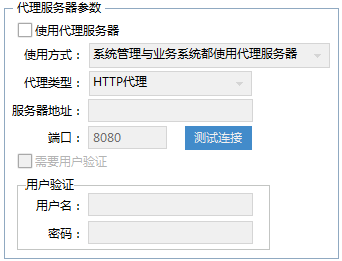 代理服务器参数
使用代理服务器
使用方式： 系统管理与业务系统都使用代理服务器
代理类型： HTTP代理
服务器地址：
端口： 8080 测试连接
需要用户验证
用户验证
用户名：
密码：